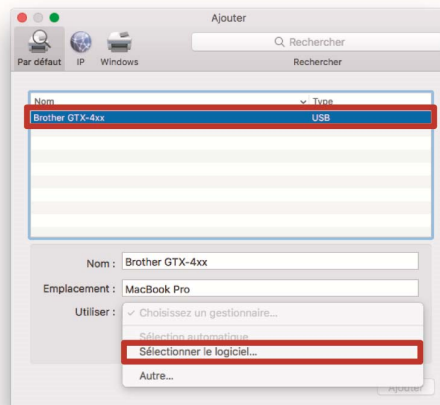 Ajouter
Par défaut IP Windows
Rechercher
Rechercher
Nom Type
Brother GTX-4xx USB
Nom : Brother GTX-4xx
Emplacement : MacBook Pro
Utiliser : ✓ Choisissez un gestionnaire...
Sélection automatique
Sélectionner le logiciel...
Autre...
Ajouter